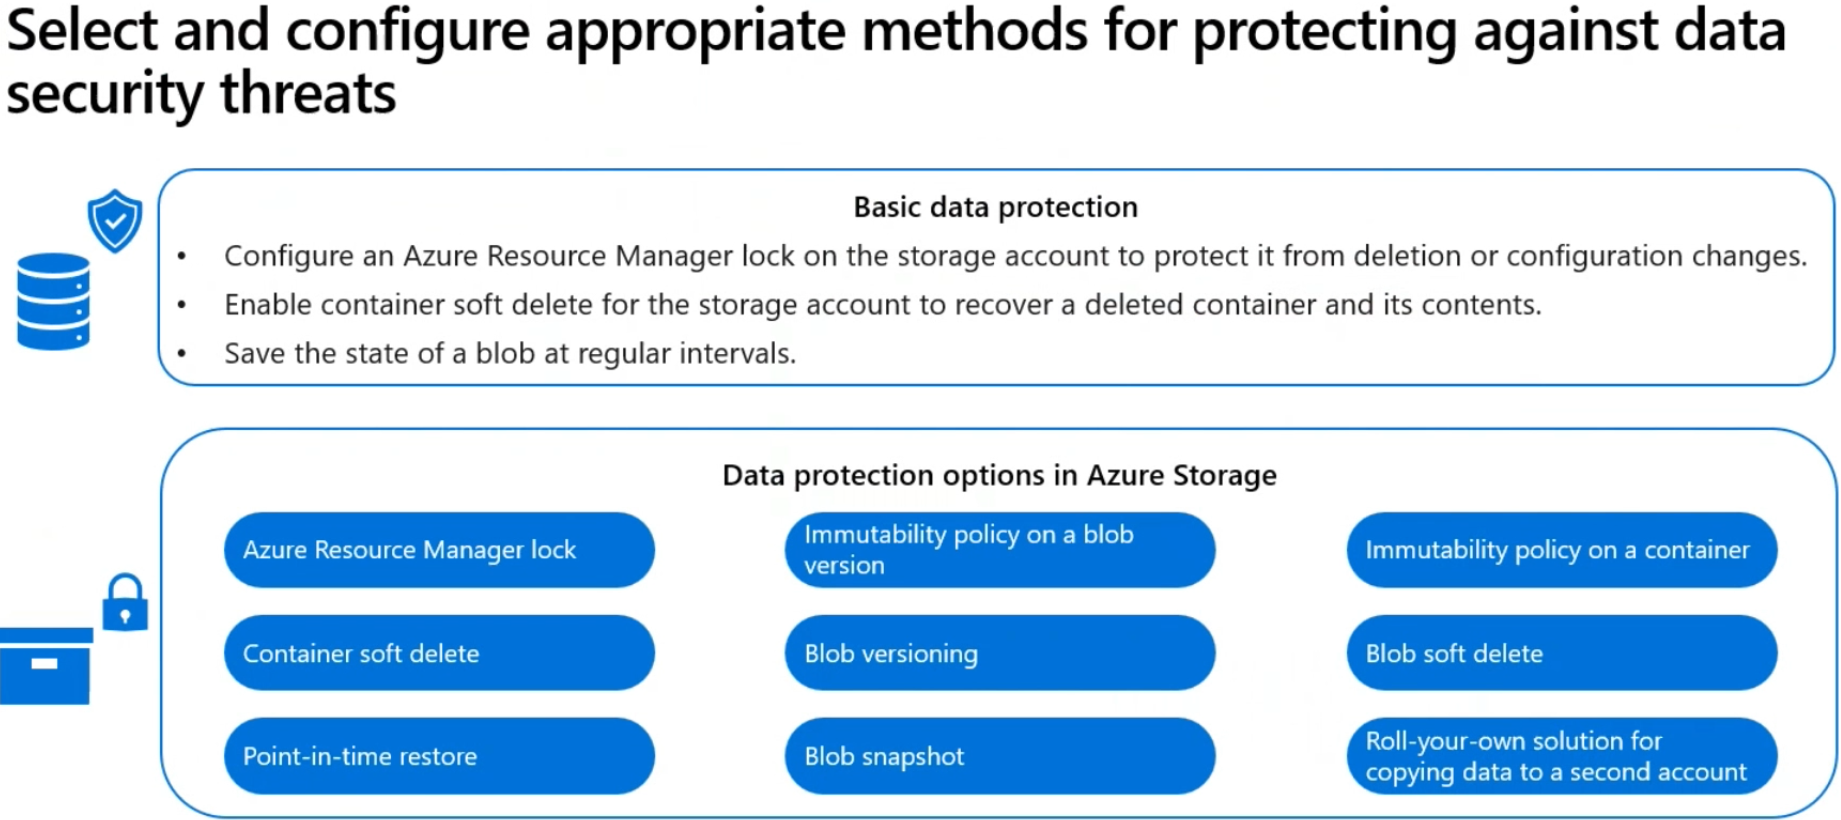 Select and configure appropriate methods for protecting against data
security threats
Basic data protection
• Configure an Azure Resource Manager lock on the storage account to protect it from deletion or configuration changes.
• Enable container soft delete for the storage account to recover a deleted container and its contents.
• Save the state of a blob at regular intervals.
Data protection options in Azure Storage
Azure Resource Manager lock
Immutability policy on a blob
version
Immutability policy on a container
Container soft delete
Blob versioning
Blob soft delete
Point-in-time restore
Blob snapshot
Roll-your-own solution for
copying data to a second account